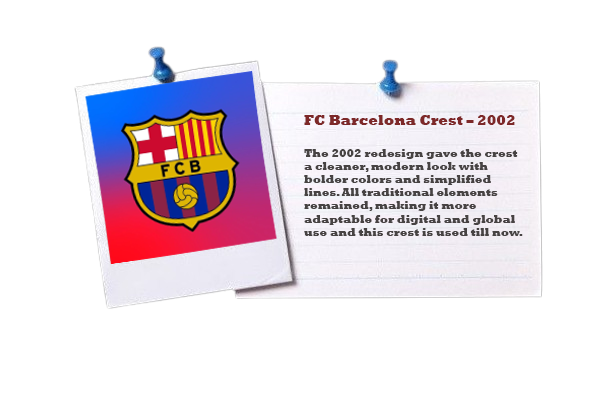 FCB
FC Barcelona Crest – 2002
The 2002 redesign gave the crest
a cleaner, modern look with
bolder colors and simplified
lines. All traditional elements
remained, making it more
adaptable for digital and global
use and this crest is used till now.